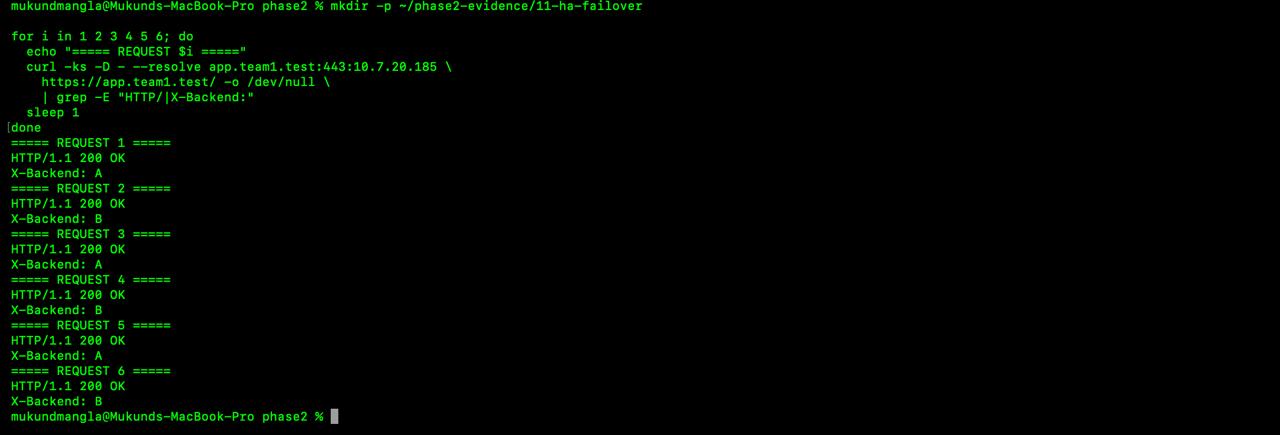 mukundmangla@Mukunds-MacBook-Pro phase2 % mkdir -p ~/phase2-evidence/11-ha-failover
for i in 1 2 3 4 5 6; do
  echo "===== REQUEST $i ====="
  curl -ks -D - --resolve app.team1.test:443:10.7.20.185 \
    https://app.team1.test/ -o /dev/null \
    | grep -E "HTTP/|X-Backend:"
  sleep 1
[done
===== REQUEST 1 =====
HTTP/1.1 200 OK
X-Backend: A
===== REQUEST 2 =====
HTTP/1.1 200 OK
X-Backend: B
===== REQUEST 3 =====
HTTP/1.1 200 OK
X-Backend: A
===== REQUEST 4 =====
HTTP/1.1 200 OK
X-Backend: B
===== REQUEST 5 =====
HTTP/1.1 200 OK
X-Backend: A
===== REQUEST 6 =====
HTTP/1.1 200 OK
X-Backend: B
mukundmangla@Mukunds-MacBook-Pro phase2 %